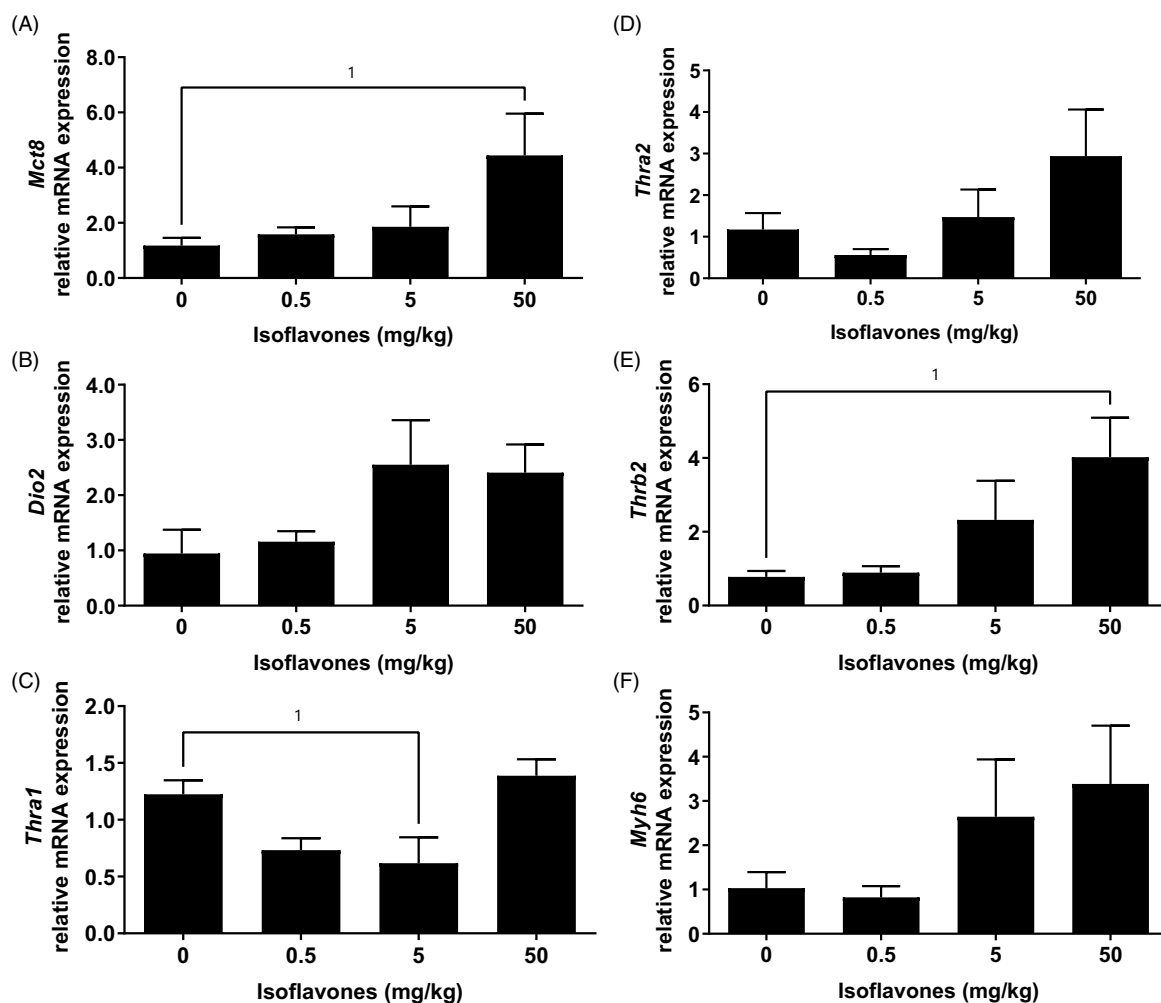 (A)
Mct8
relative mRNA expression
8.0
6.0
4.0
2.0
0.0
1
0 0.5 5 50
Isoflavones (mg/kg)
(B)
Dio2
relative mRNA expression
4.0
3.0
2.0
1.0
0.0
0 0.5 5 50
Isoflavones (mg/kg)
(C)
Thra1
relative mRNA expression
2.0
1.5
1.0
0.5
0.0
1
0 0.5 5 50
Isoflavones (mg/kg)
(D)
Thra2
relative mRNA expression
5
4
3
2
1
0
0 0.5 5 50
Isoflavones (mg/kg)
(E)
Thrb2
relative mRNA expression
6
4
2
0
1
0 0.5 5 50
Isoflavones (mg/kg)
(F)
Myh6
relative mRNA expression
5
4
3
2
1
0
0 0.5 5 50
Isoflavones (mg/kg)